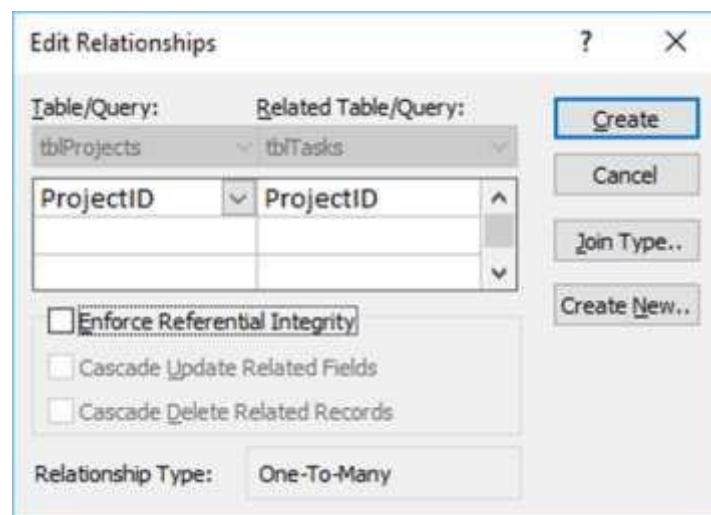 Edit Relationships ? X
Table/Query: Related Table/Query:
tblProjects tblTasks
ProjectID ProjectID
Enforce Referential Integrity
Cascade Update Related Fields
Cascade Delete Related Records
Relationship Type: One-To-Many
Create
Cancel
Join Type..
Create New..